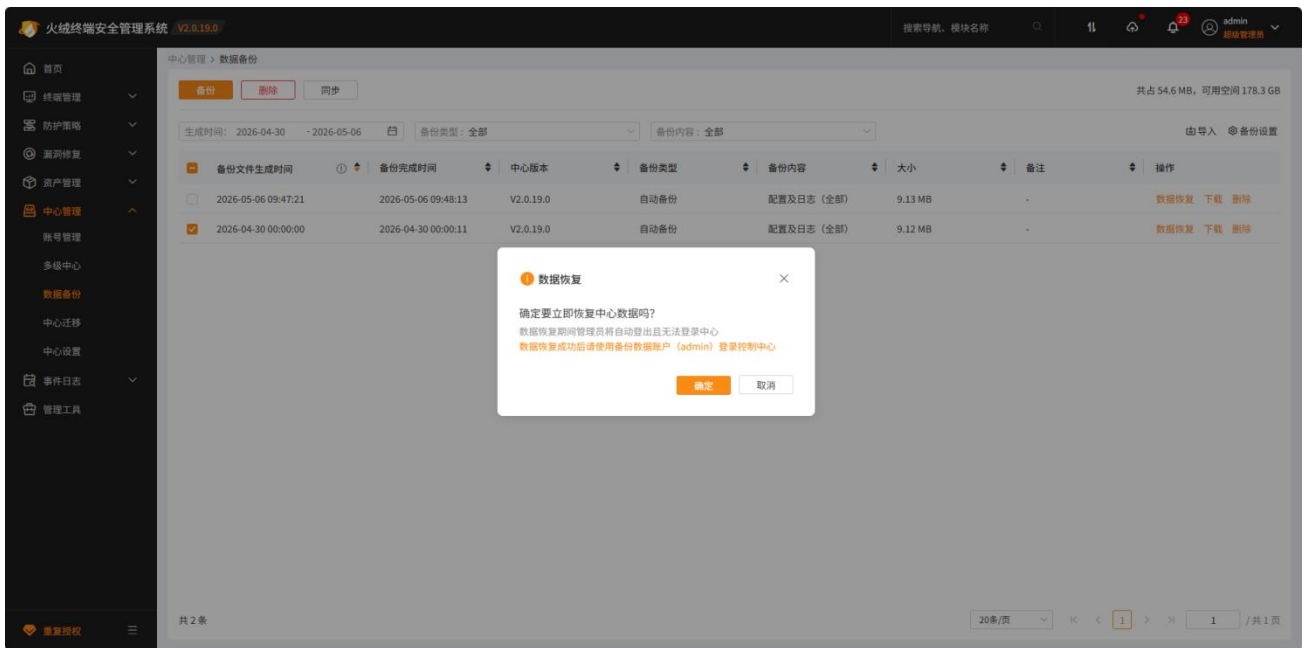 火绒终端安全管理系统 V2.0.19.0
搜索导航、模块名称
23
admin
超级管理员
首页
终端管理
防护策略
漏洞修复
资产管理
中心管理
账号管理
多级中心
数据备份
中心迁移
中心设置
事件日志
管理工具
重复授权
中心管理 > 数据备份
备份 删除 同步
共占 54.6 MB，可用空间 178.3 GB
生成时间： 2026-04-30 - 2026-05-06 备份类型：全部 备份内容：全部
导入 备份设置
备份文件生成时间 备份完成时间 中心版本 备份类型 备份内容 大小 备注 操作
2026-05-06 09:47:21 2026-05-06 09:48:13 V2.0.19.0 自动备份 配置及日志（全部） 9.13 MB - 数据恢复 下载 删除
2026-04-30 00:00:00 2026-04-30 00:00:11 V2.0.19.0 自动备份 配置及日志（全部） 9.12 MB - 数据恢复 下载 删除
数据恢复
确定要立即恢复中心数据吗？
数据恢复期间管理员将自动登出且无法登录中心
数据恢复成功后请使用备份数据账户（admin）登录控制中心
确定 取消
共 2 条
20条/页 1 1 / 共 1 页